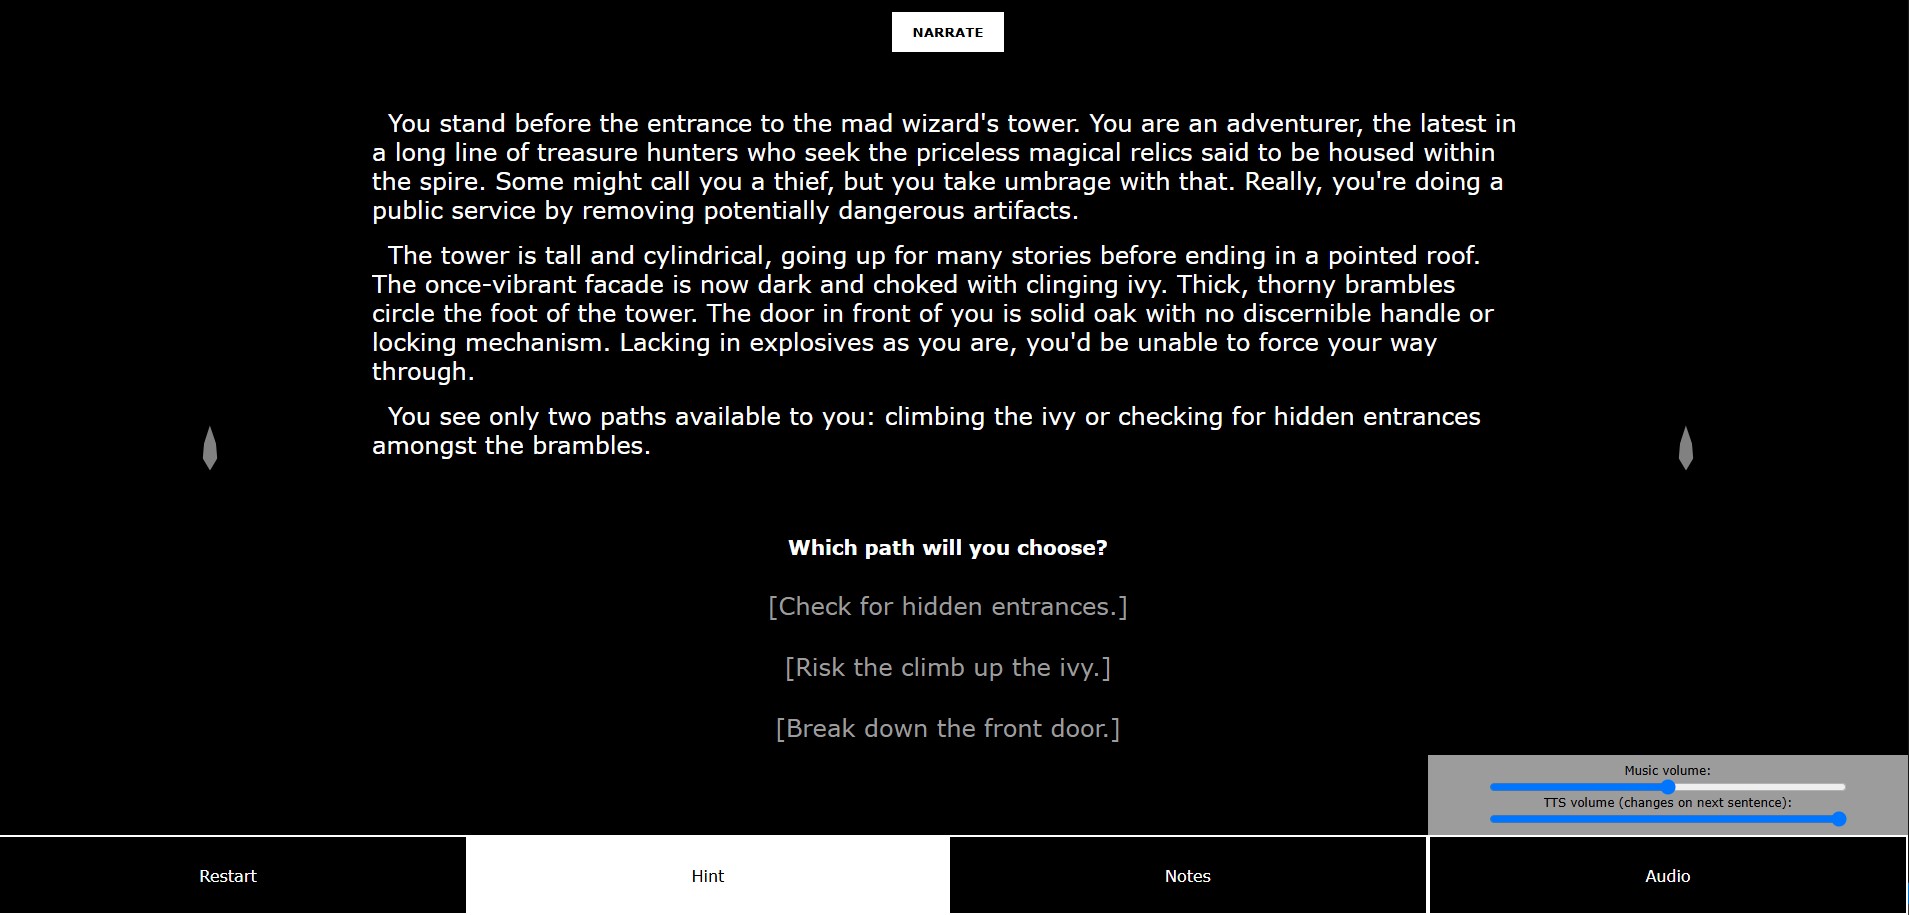 NARRATE
You stand before the entrance to the mad wizard's tower. You are an adventurer, the latest in
a long line of treasure hunters who seek the priceless magical relics said to be housed within
the spire. Some might call you a thief, but you take umbrage with that. Really, you're doing a
public service by removing potentially dangerous artifacts.
The tower is tall and cylindrical, going up for many stories before ending in a pointed roof.
The once-vibrant facade is now dark and choked with clinging ivy. Thick, thorny brambles
circle the foot of the tower. The door in front of you is solid oak with no discernible handle or
locking mechanism. Lacking in explosives as you are, you'd be unable to force your way
through.
You see only two paths available to you: climbing the ivy or checking for hidden entrances
amongst the brambles.
Which path will you choose?
[Check for hidden entrances.]
[Risk the climb up the ivy.]
[Break down the front door.]
Music volume:
TTS volume (changes on next sentence):
Restart
Hint
Notes
Audio